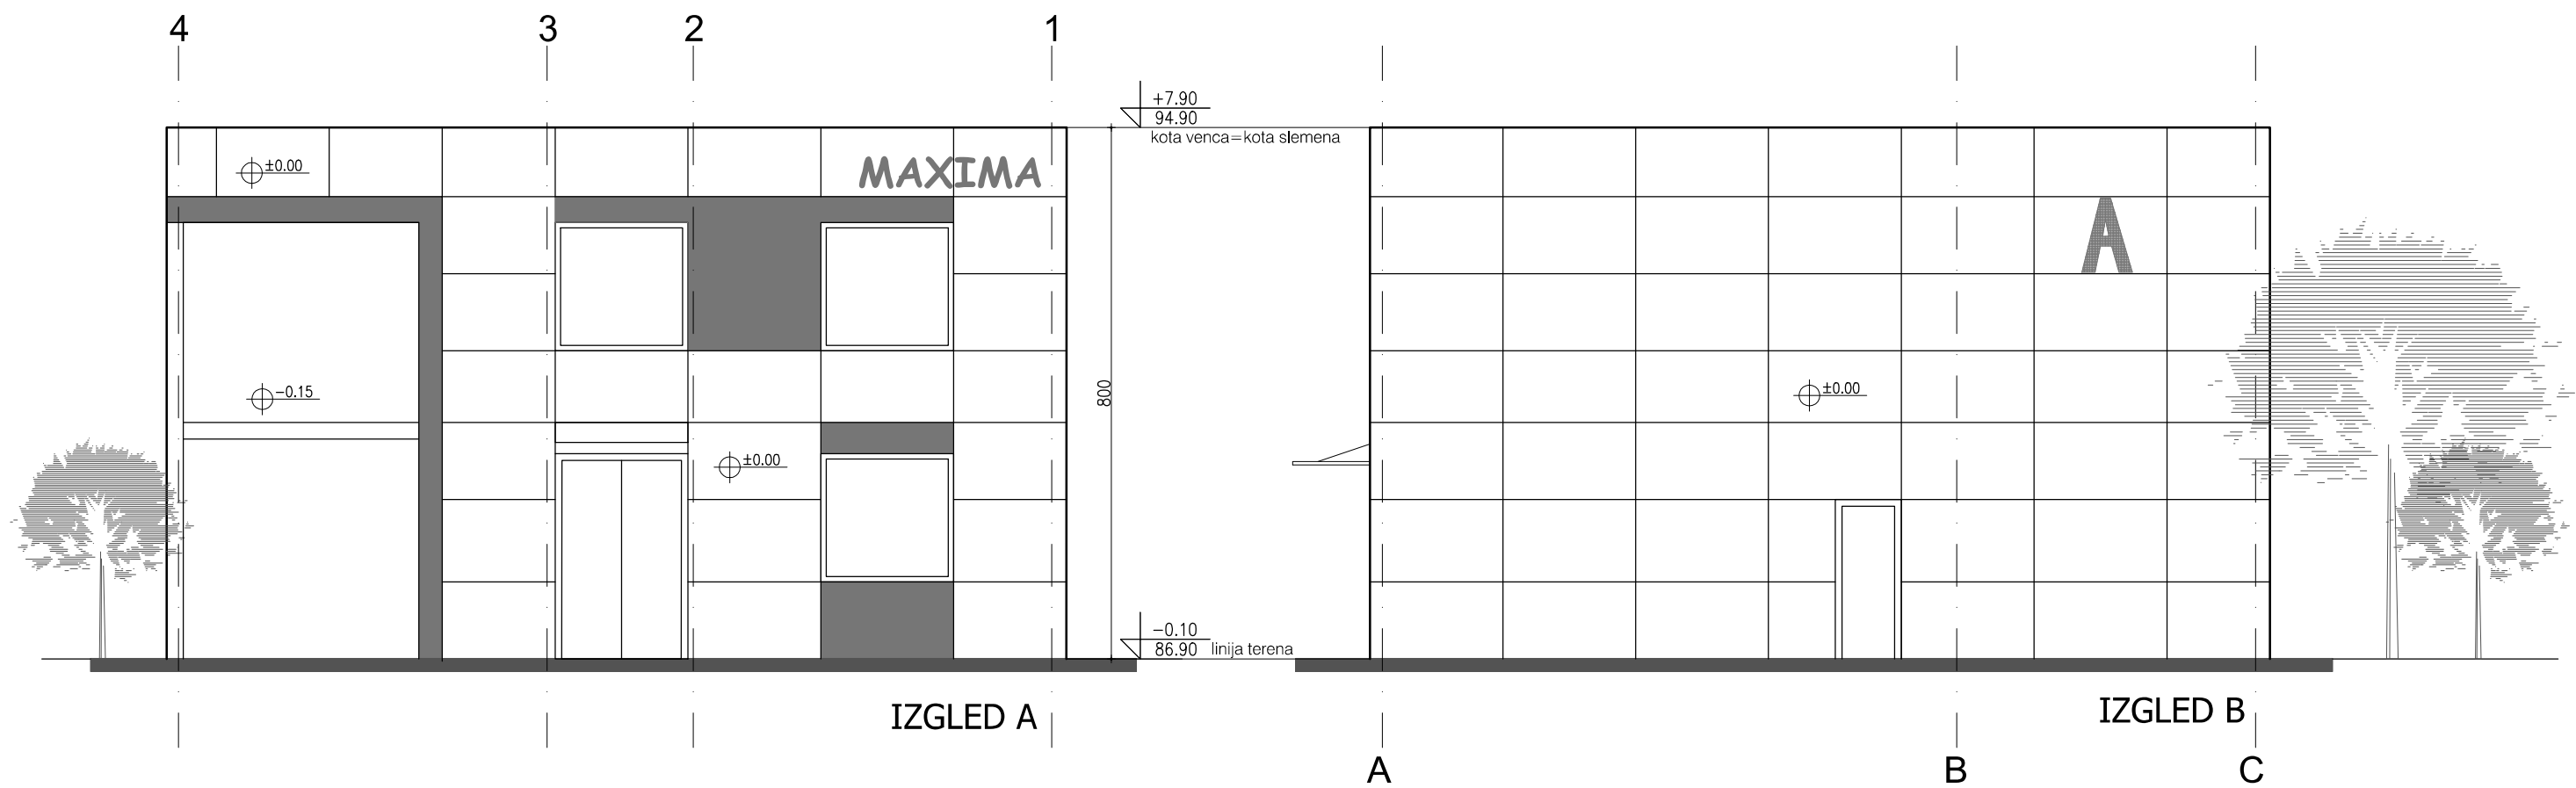 4 3 2 1
+7.90
94.90
kota venca=kota slemena
±0.00
MAXIMA
A
-0.15
±0.00
800
±0.00
-0.10
86.90 linija terena
IZGLED A
IZGLED B
A B C